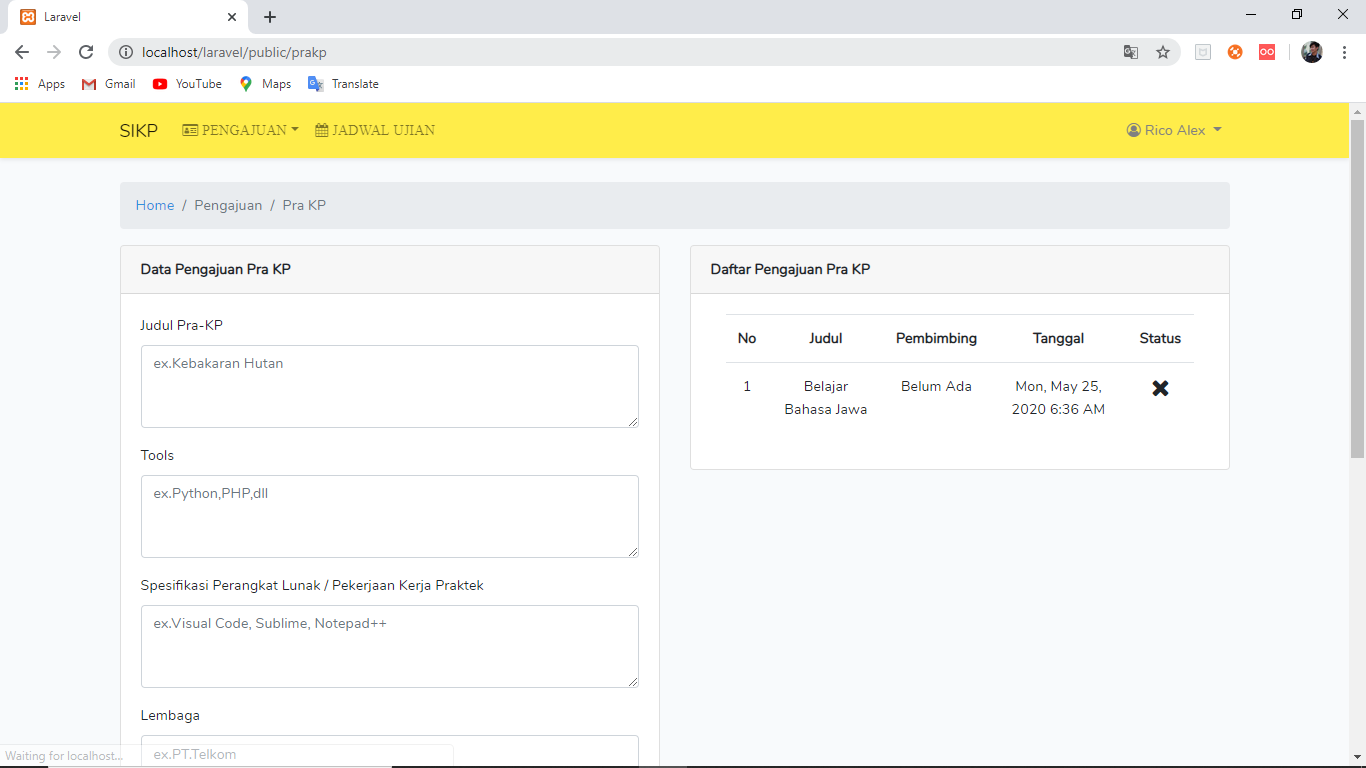 Laravel
localhost/laravel/public/prakp
Apps Gmail YouTube Maps Translate
SIKP PENGAJUAN JADWAL UJIAN Rico Alex
Home / Pengajuan / Pra KP
Data Pengajuan Pra KP
Judul Pra-KP
ex.Kebakaran Hutan
Tools
ex.Python,PHP,dll
Spesifikasi Perangkat Lunak / Pekerjaan Kerja Praktek
ex.Visual Code, Sublime, Notepad++
Lembaga
ex.PT.Telkom
Daftar Pengajuan Pra KP
No Judul Pembimbing Tanggal Status
1 Belajar Belum Ada Mon, May 25,
Bahasa Jawa 2020 6:36 AM
Waiting for localhost...